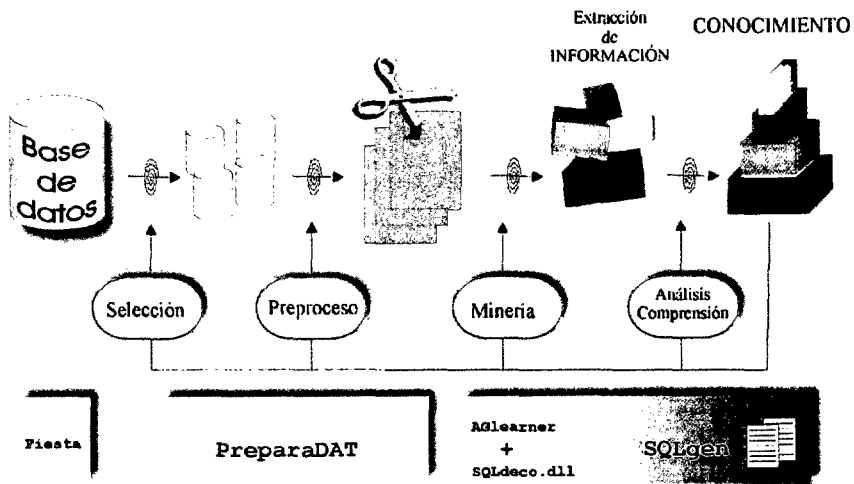 Extracción
de
INFORMACIÓN
CONOCIMIENTO
Base
de
datos
Selección
Preproceso
Minería
Análisis
Comprensión
Fiesta
PreparaDAT
AGlearner
+
SQLdeco.dll
SQLgen